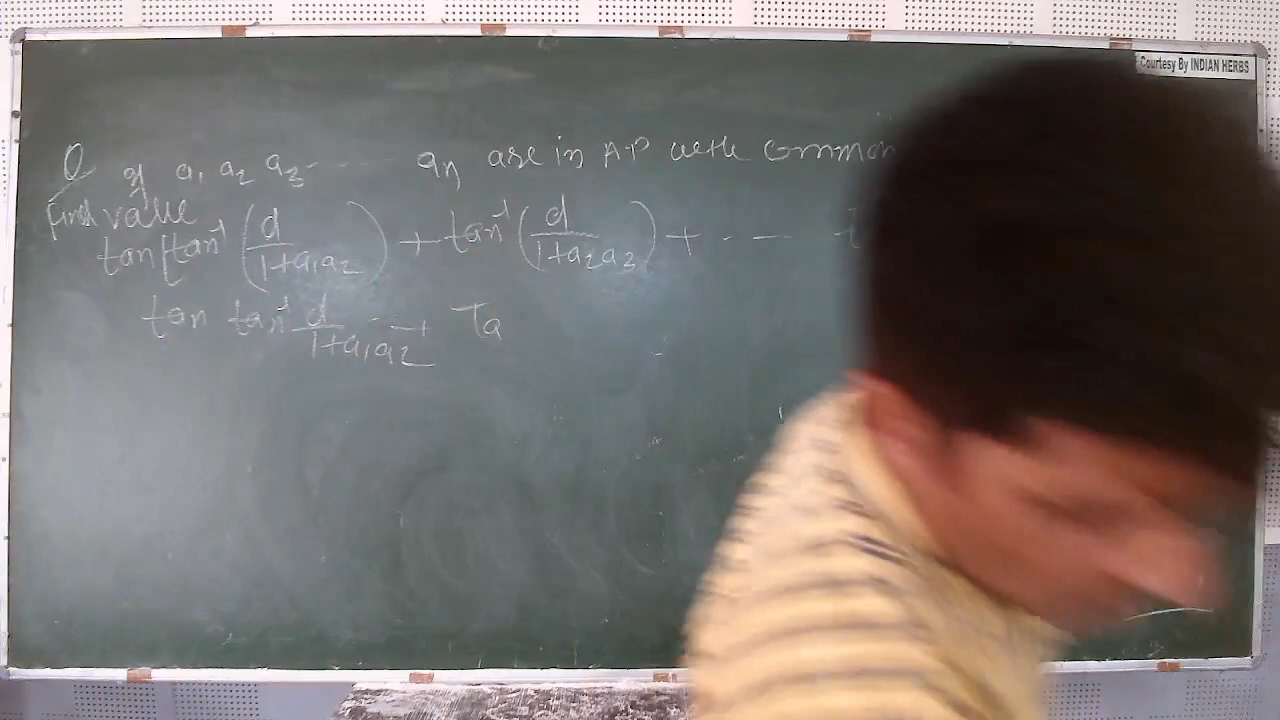 Courtesy By INDIAN HERBS
Q If a₁ a₂ a₃ - - - - aₙ are in A.P with common
Find value
tan[tan⁻¹(d/(1+a₁a₂)) + tan⁻¹(d/(1+a₂a₃)) + - - - t
tan tan⁻¹ d/(1+a₁a₂) Ta